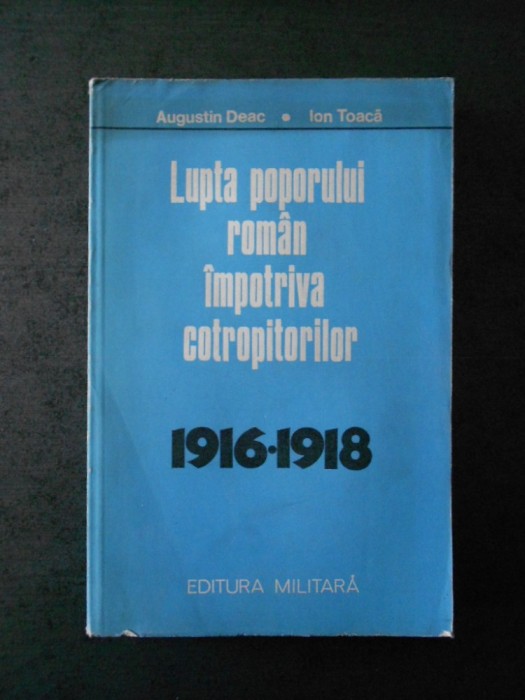 Augustin Deac • Ion Toacă
Lupta poporului
român
împotriva
cotropitorilor
1916·1918
EDITURA MILITARĂ